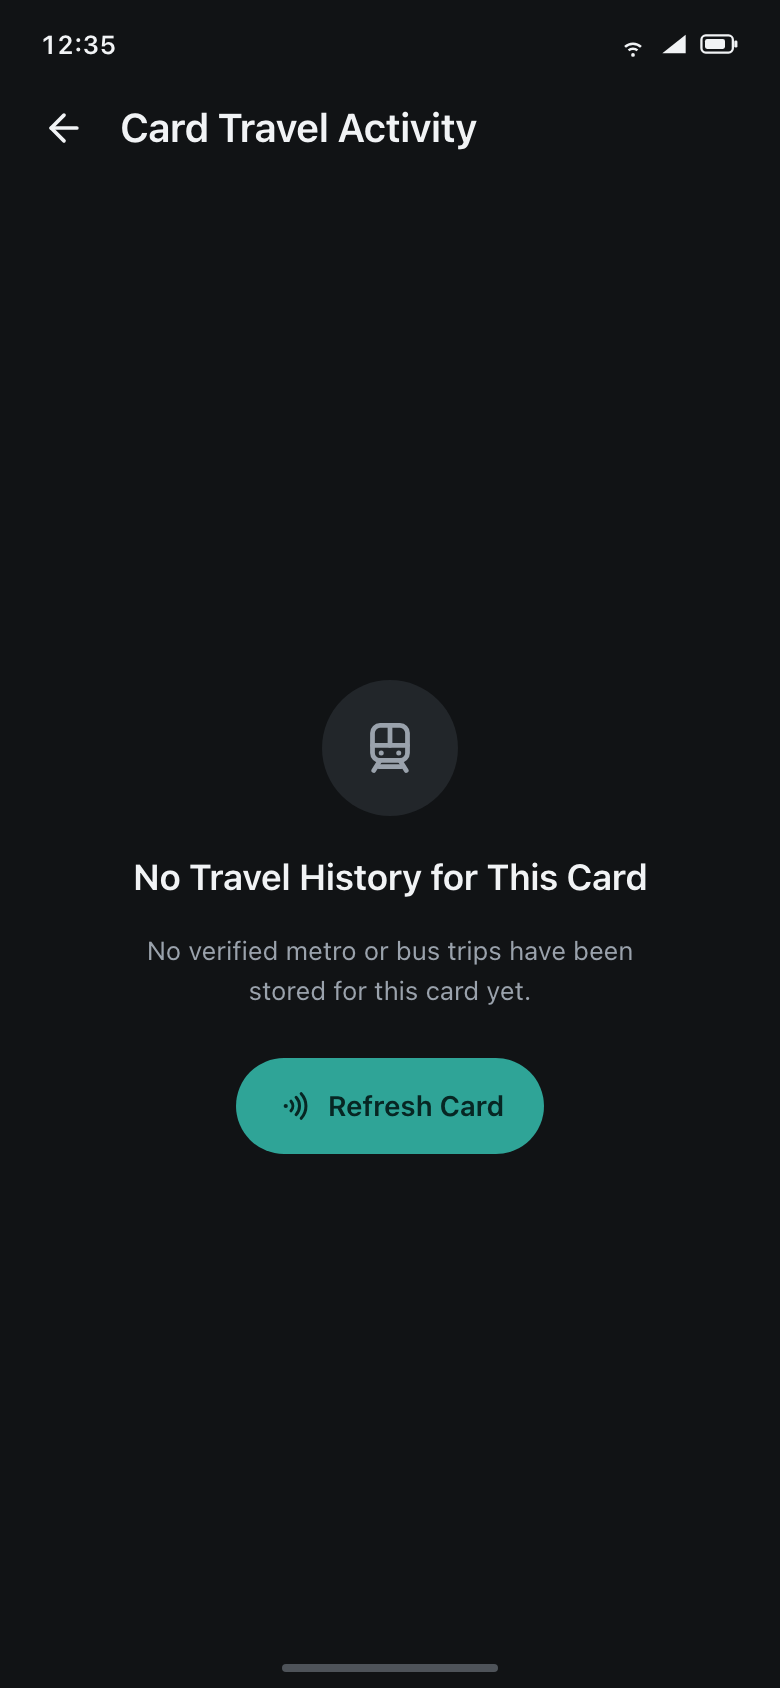 12:35
Card Travel Activity
No Travel History for This Card
No verified metro or bus trips have been
stored for this card yet.
Refresh Card